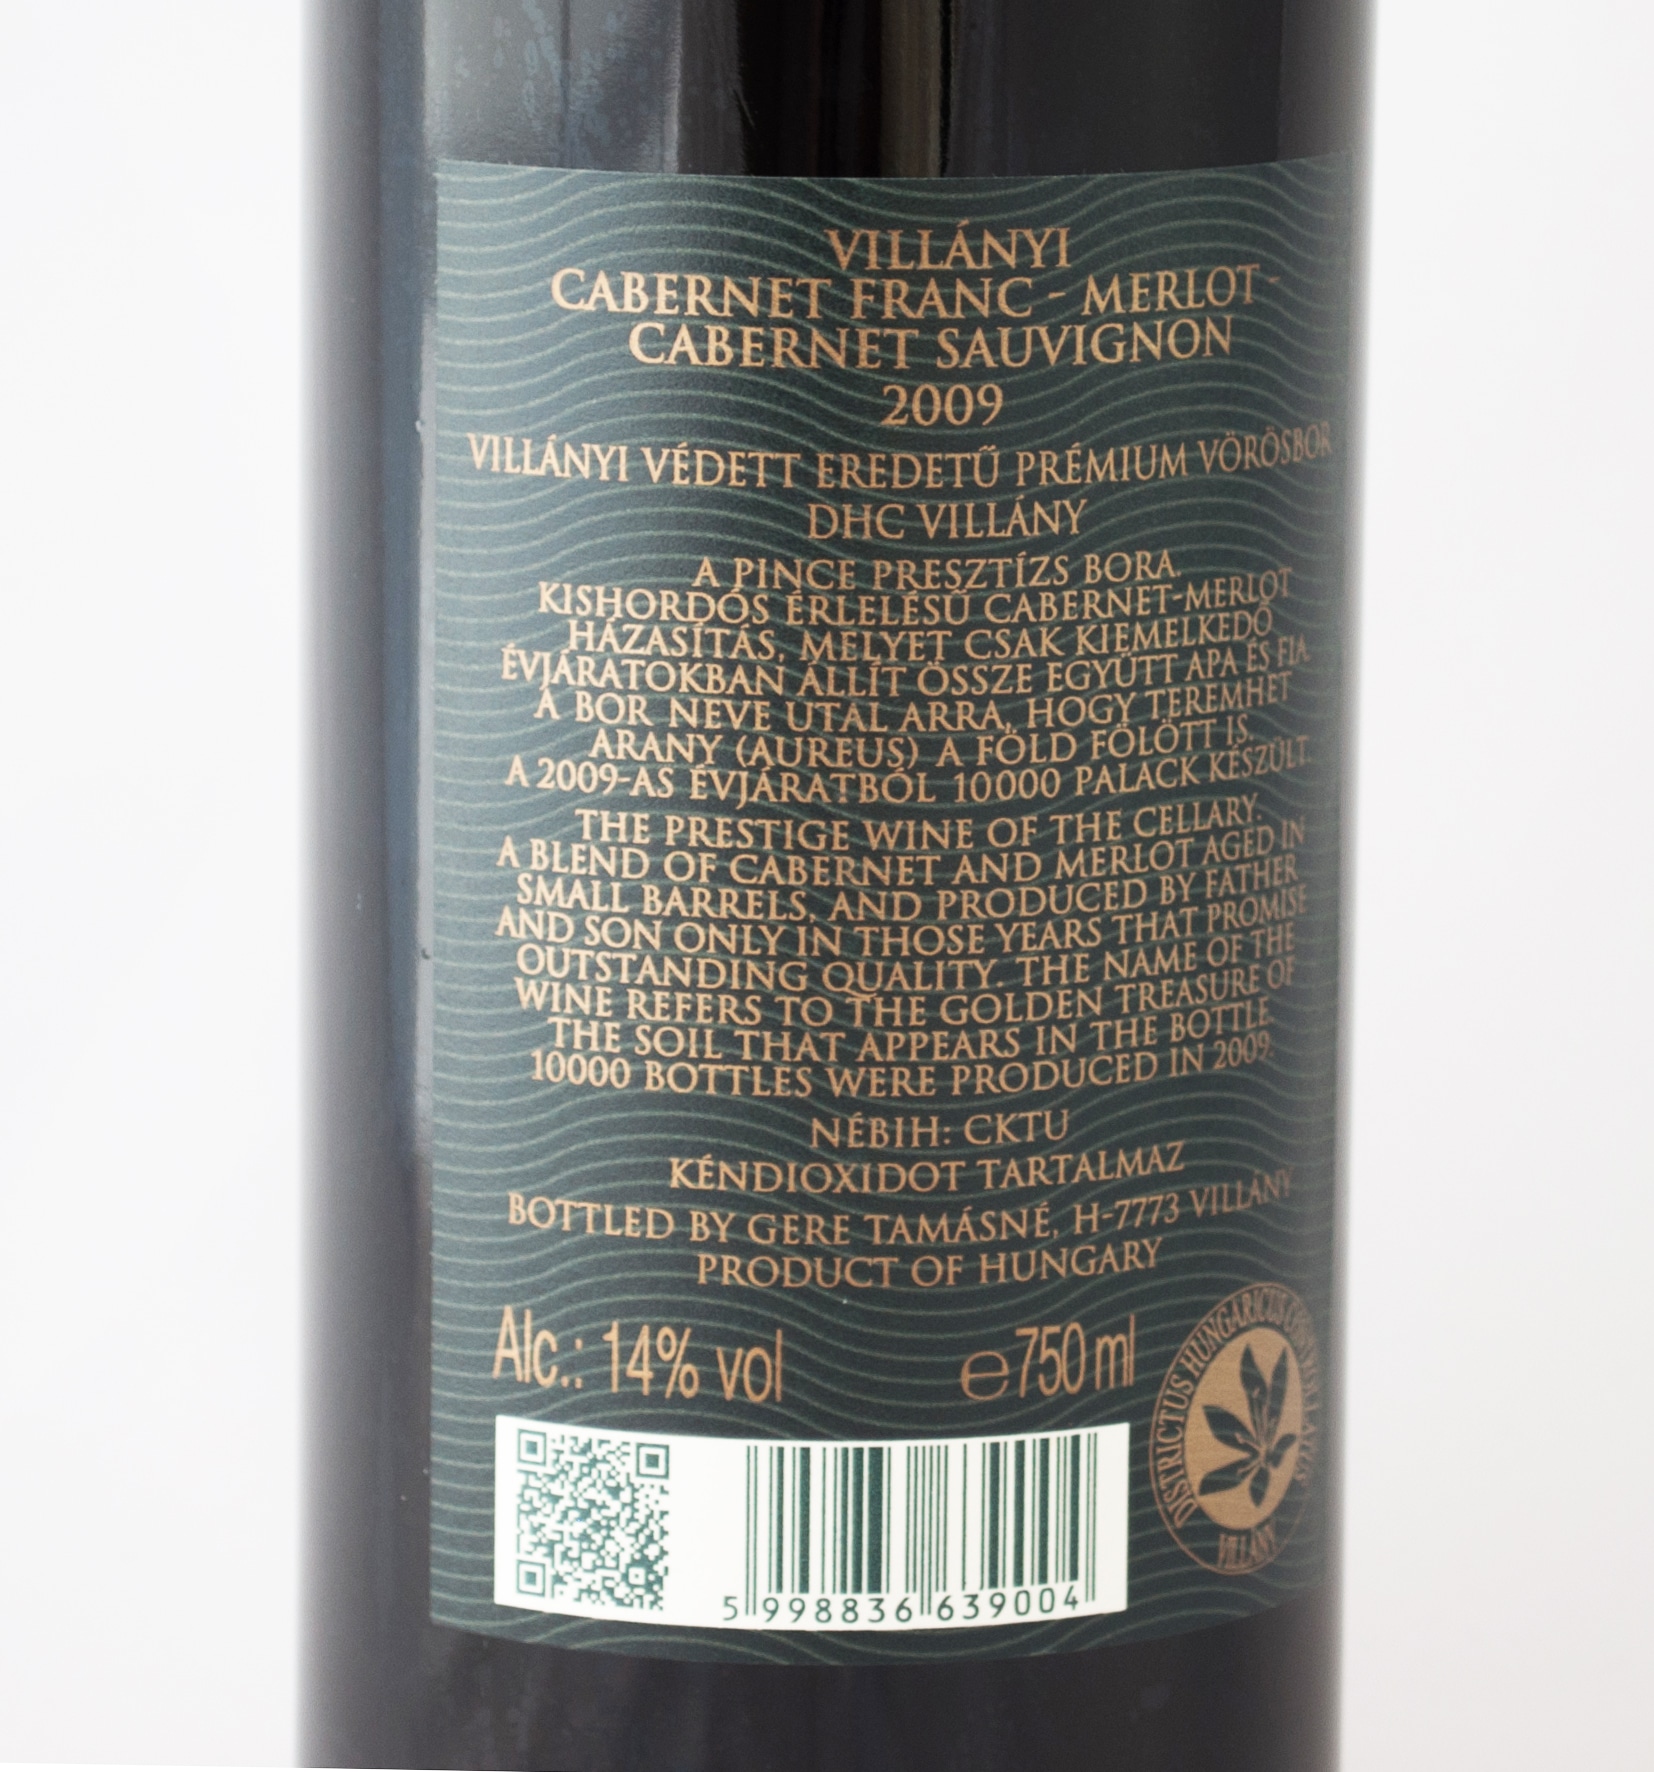 VILLÁNYI
CABERNET FRANC - MERLOT -
CABERNET SAUVIGNON
2009
VILLÁNYI VÉDETT EREDETŰ PRÉMIUM VÖRÖSBOR
DHC VILLÁNY
A PINCE PRESZTÍZS BORA.
KISHORDÓS ÉRLELÉSŰ CABERNET-MERLOT
HÁZASÍTÁS, MELYET CSAK KIEMELKEDŐ
ÉVJÁRATOKBAN ÁLLÍT ÖSSZE EGYÜTT APA ÉS FIA.
A BOR NEVE UTAL ARRA, HOGY TEREMHET
ARANY (AUREUS) A FÖLD FÖLÖTT IS.
A 2009-AS ÉVJÁRATBÓL 10000 PALACK KÉSZÜLT.
THE PRESTIGE WINE OF THE CELLARY.
A BLEND OF CABERNET AND MERLOT AGED IN
SMALL BARRELS, AND PRODUCED BY FATHER
AND SON ONLY IN THOSE YEARS THAT PROMISE
OUTSTANDING QUALITY. THE NAME OF THE
WINE REFERS TO THE GOLDEN TREASURE OF
THE SOIL THAT APPEARS IN THE BOTTLE.
10000 BOTTLES WERE PRODUCED IN 2009.
NÉBIH: CKTU
KÉNDIOXIDOT TARTALMAZ
BOTTLED BY GERE TAMÁSNÉ, H-7773 VILLÁNY
PRODUCT OF HUNGARY
Alc.: 14% vol ℮750 ml
DISTRICTUS HUNGARICUS CONTROLLATUS
VILLÁNY
5 998836 639004